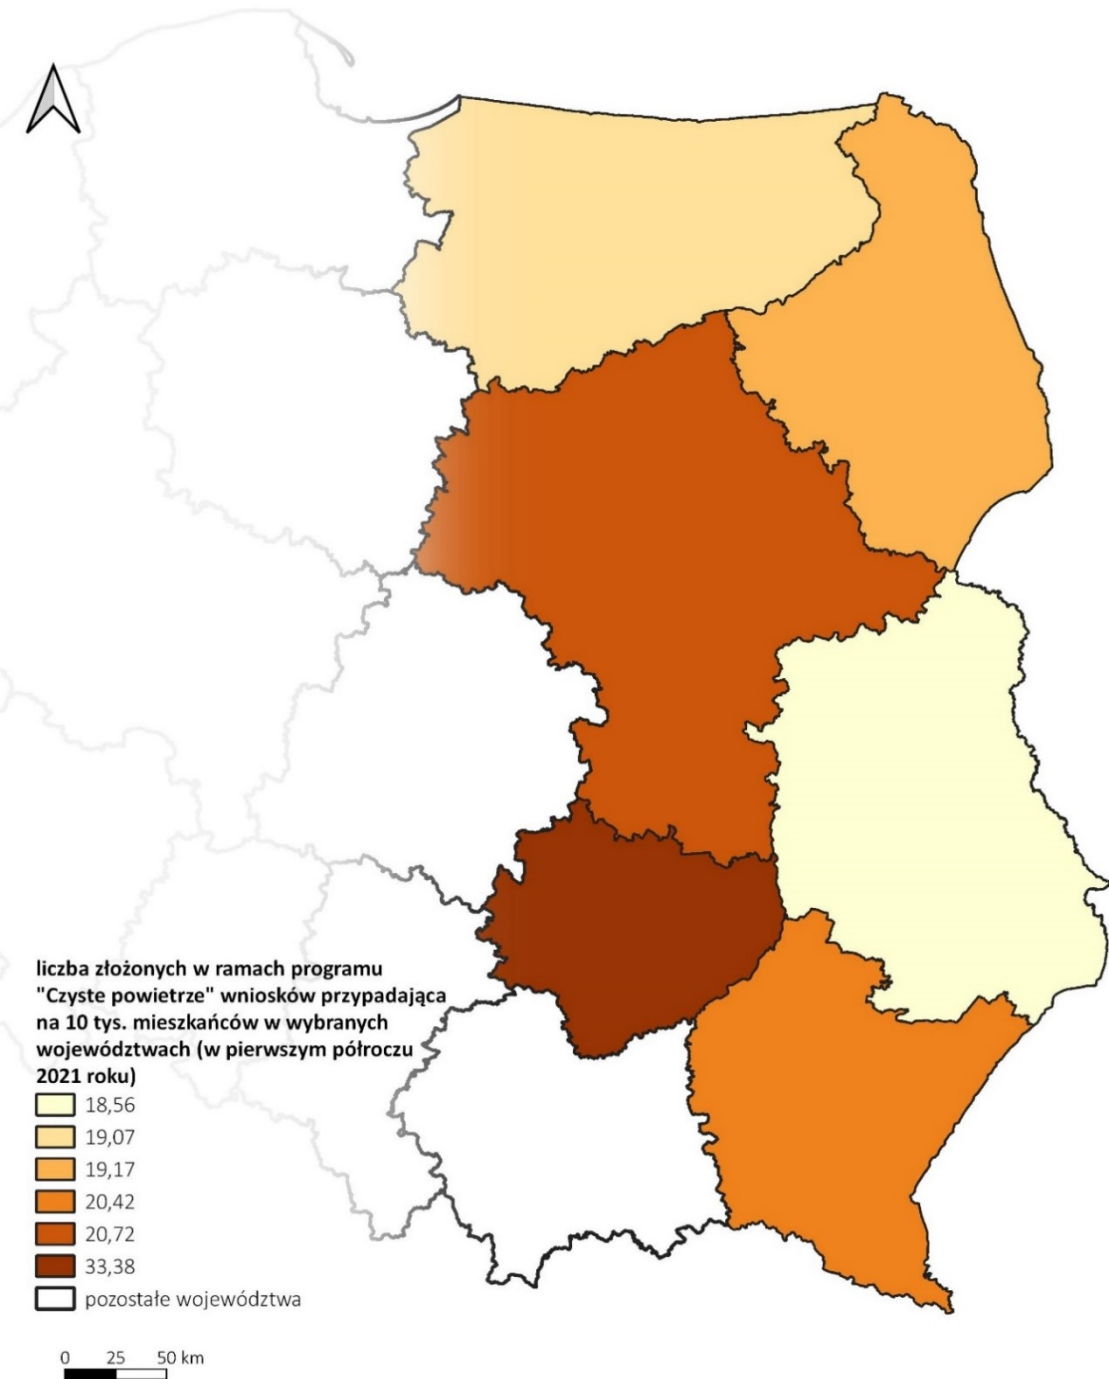 liczba złożonych w ramach programu
"Czyste powietrze" wniosków przypadająca
na 10 tys. mieszkańców w wybranych
województwach (w pierwszym półroczu
2021 roku)
18,56
19,07
19,17
20,42
20,72
33,38
pozostałe województwa
0 25 50 km